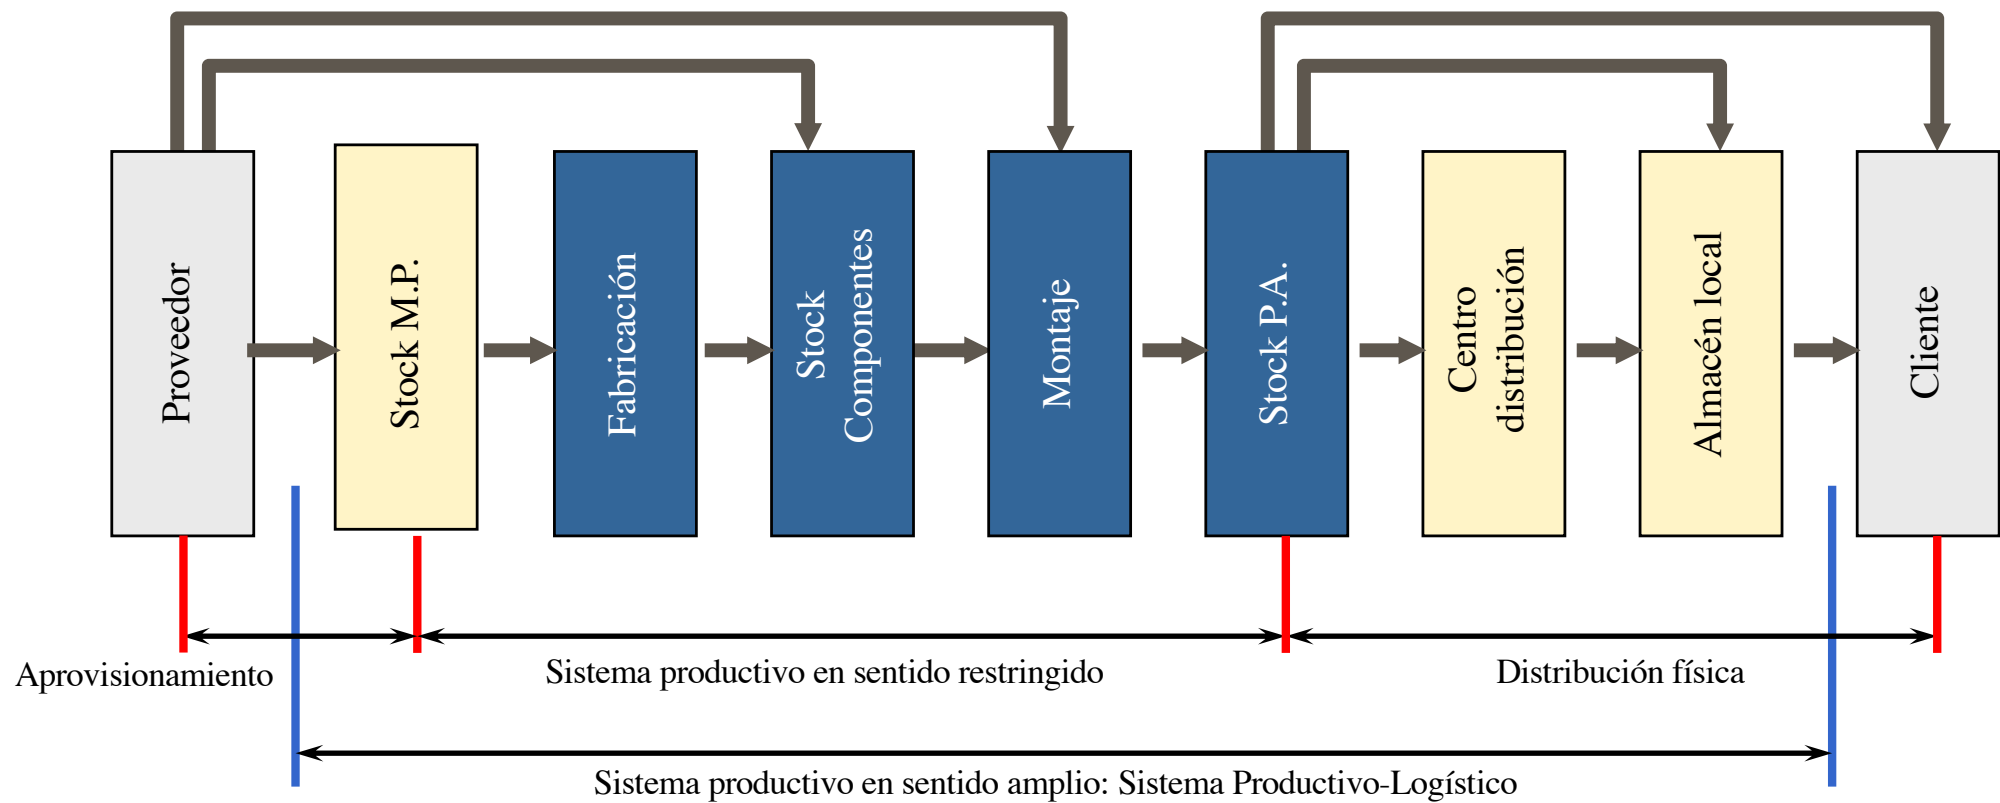 Proveedor
Stock M.P.
Fabricación
Stock
Componentes
Montaje
Stock P.A.
Centro
distribución
Almacén local
Cliente
Aprovisionamiento
Sistema productivo en sentido restringido
Distribución física
Sistema productivo en sentido amplio: Sistema Productivo-Logístico